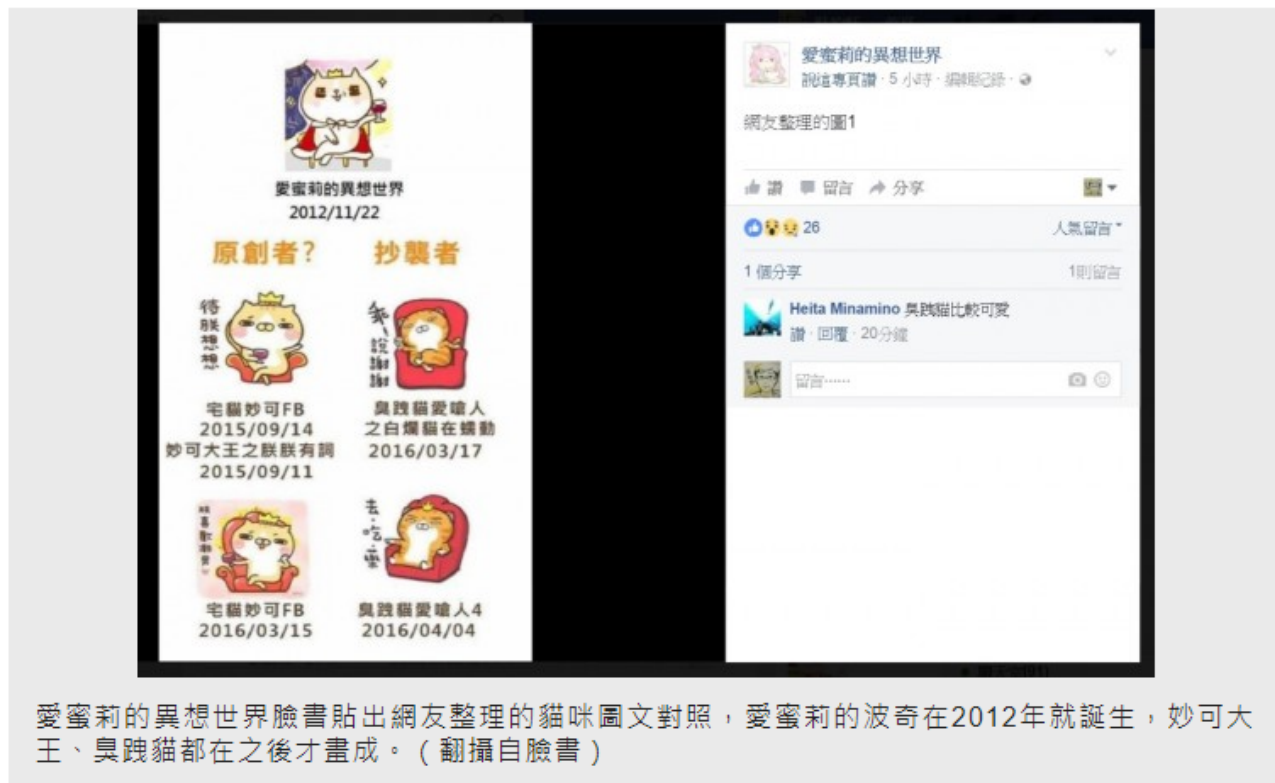 愛蜜莉的異想世界
2012/11/22
原創者?
抄襲者
待朕想想
乖、說謝謝
宅貓妙可FB
2015/09/14
妙可大王之朕朕有詞
2015/09/11
臭跩貓愛嗆人
之白爛貓在蠕動
2016/03/17
去吃藥
宅貓妙可FB
2016/03/15
臭跩貓愛嗆人4
2016/04/04
愛蜜莉的異想世界
說這專頁讚 · 5 小時 · 編輯紀錄 ·
網友整理的圖1
讚 留言 分享
26
人氣留言
1 個分享
1則留言
Heita Minamino 臭跩貓比較可愛
讚 · 回覆 · 20分鐘
留言……
愛蜜莉的異想世界臉書貼出網友整理的貓咪圖文對照，愛蜜莉的波奇在2012年就誕生，妙可大
王、臭跩貓都在之後才畫成。（翻攝自臉書）